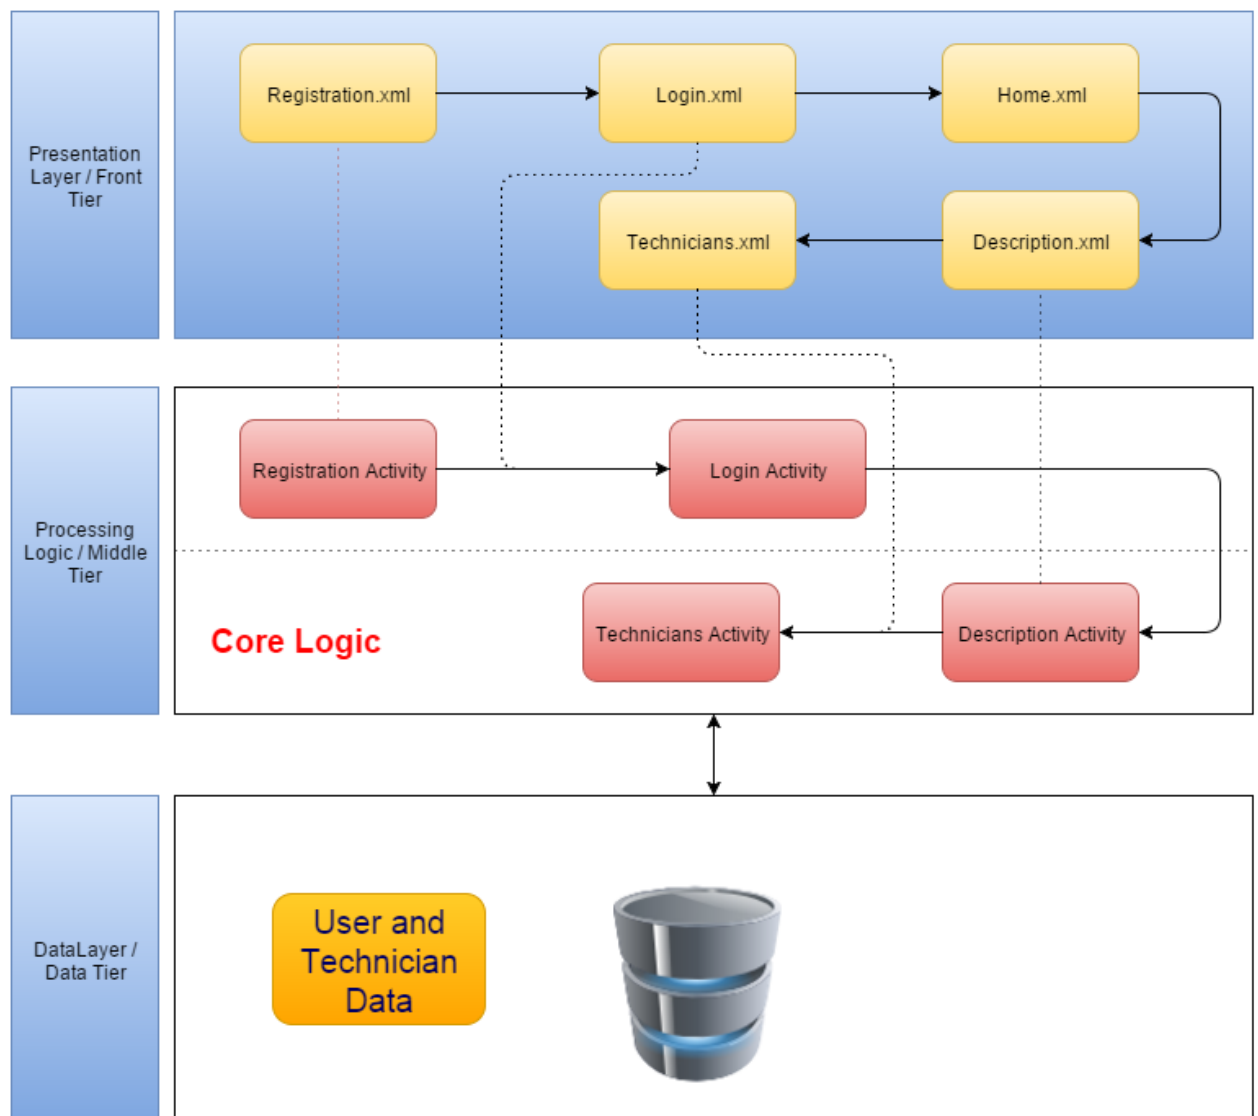 Presentation
Layer / Front
Tier
Registration.xml
Login.xml
Home.xml
Technicians.xml
Description.xml
Processing
Logic / Middle
Tier
Registration Activity
Login Activity
Core Logic
Technicians Activity
Description Activity
DataLayer /
Data Tier
User and
Technician
Data